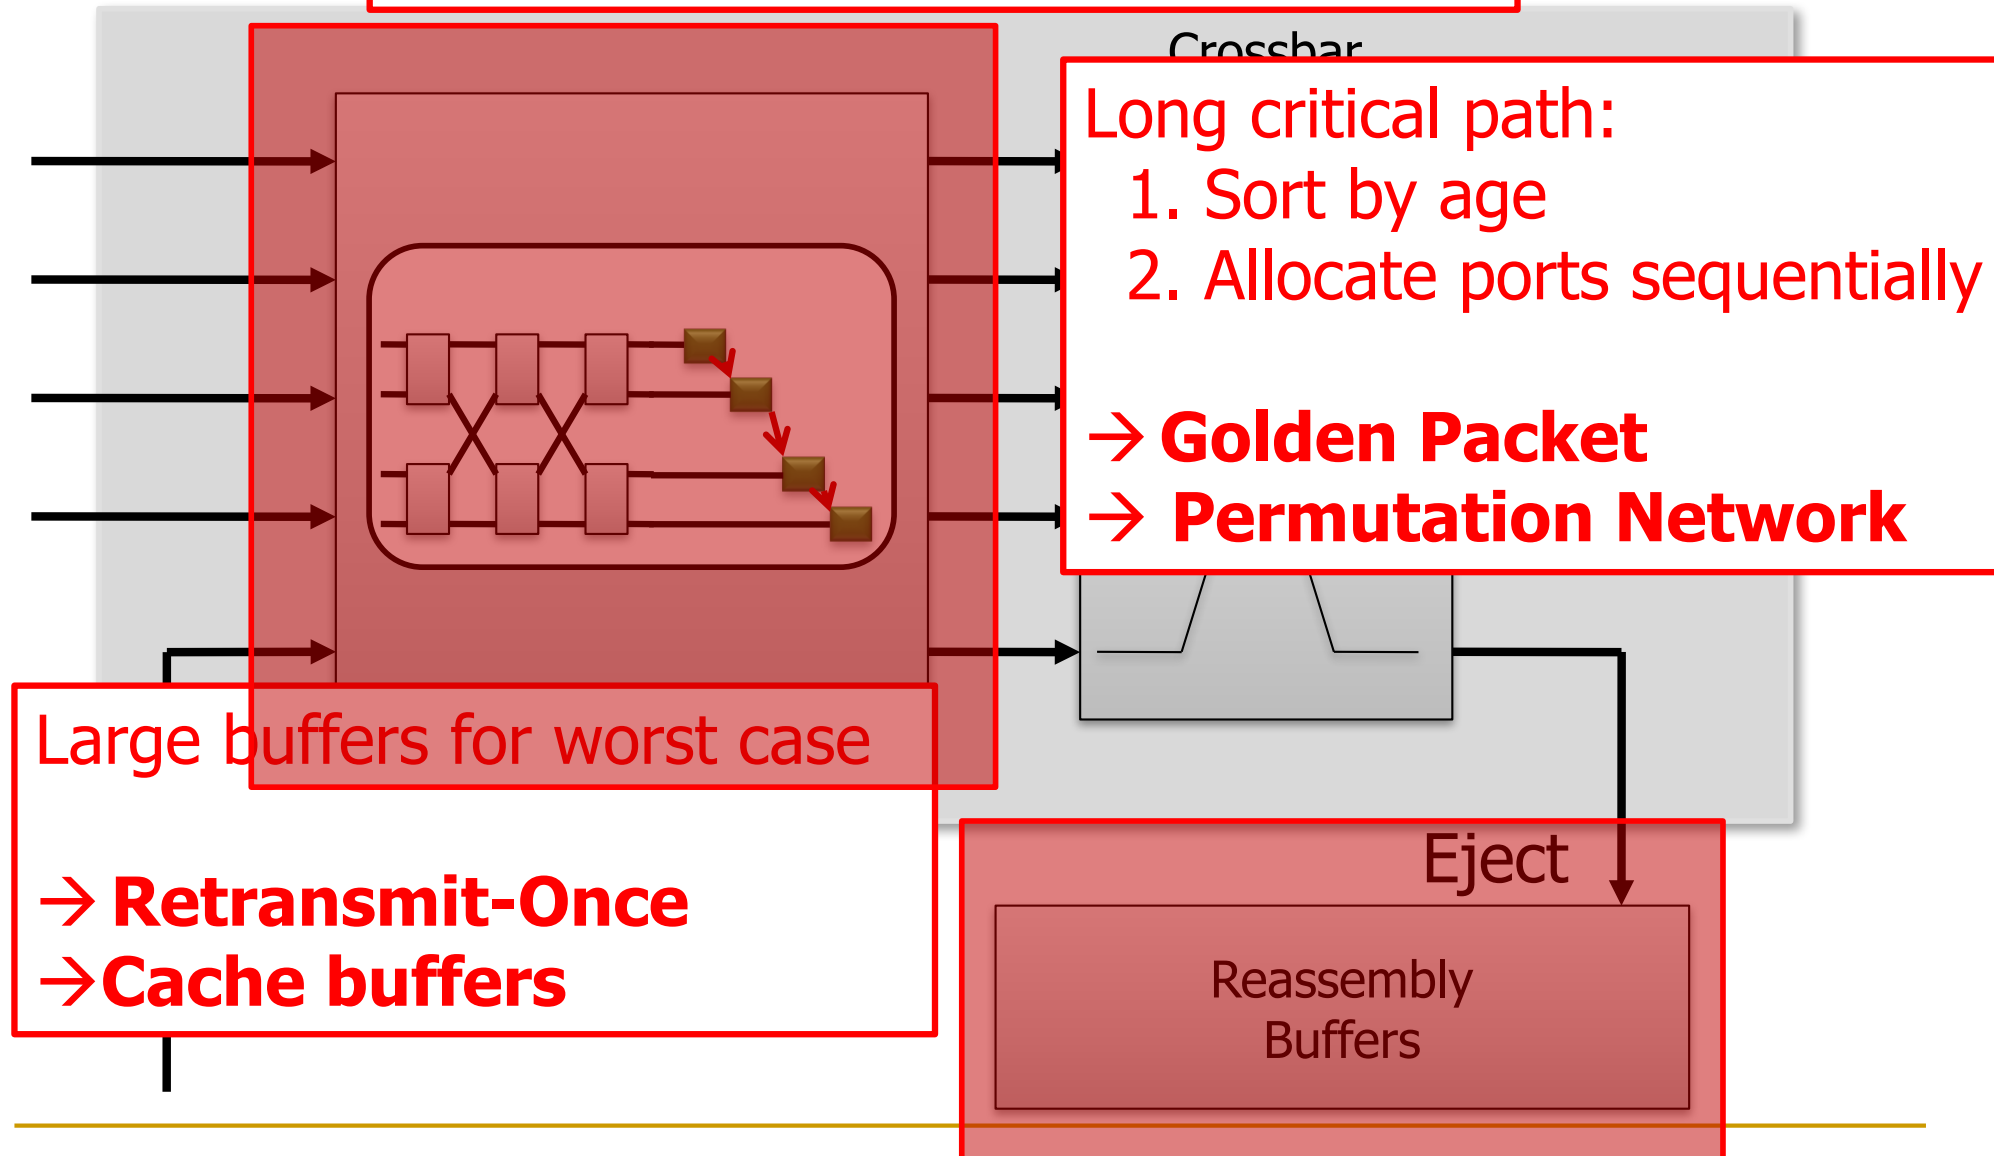 Crossbar
Long critical path:
1. Sort by age
2. Allocate ports sequentially
→ Golden Packet
→ Permutation Network
Large buffers for worst case
→ Retransmit-Once
→Cache buffers
Eject
Reassembly
Buffers